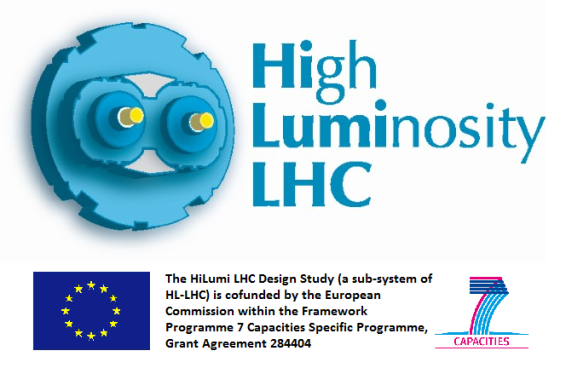 High
Luminosity
LHC
The HiLumi LHC Design Study (a sub-system of
HL-LHC) is cofunded by the European
Commission within the Framework
Programme 7 Capacities Specific Programme,
Grant Agreement 284404
7
CAPACITIES